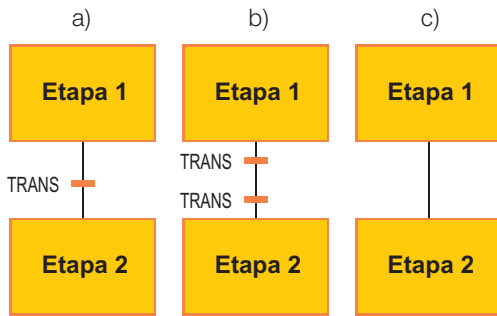 a) b) c)
Etapa 1 Etapa 1 Etapa 1
TRANS
TRANS
TRANS
Etapa 2 Etapa 2 Etapa 2